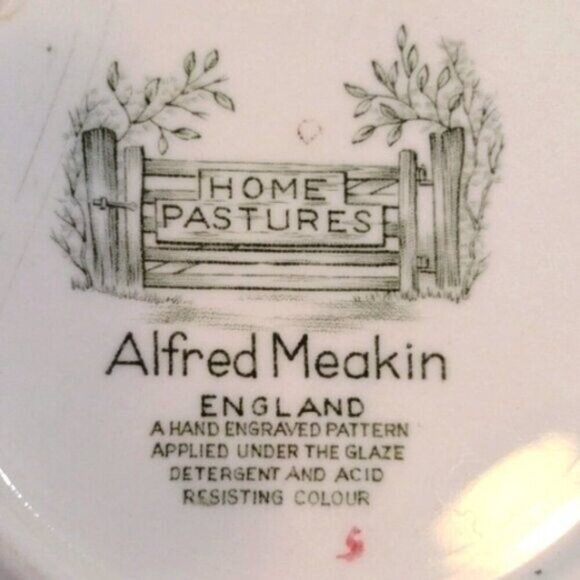 HOME
PASTURES
Alfred Meakin
ENGLAND
A HAND ENGRAVED PATTERN
APPLIED UNDER THE GLAZE
DETERGENT AND ACID
RESISTING COLOUR